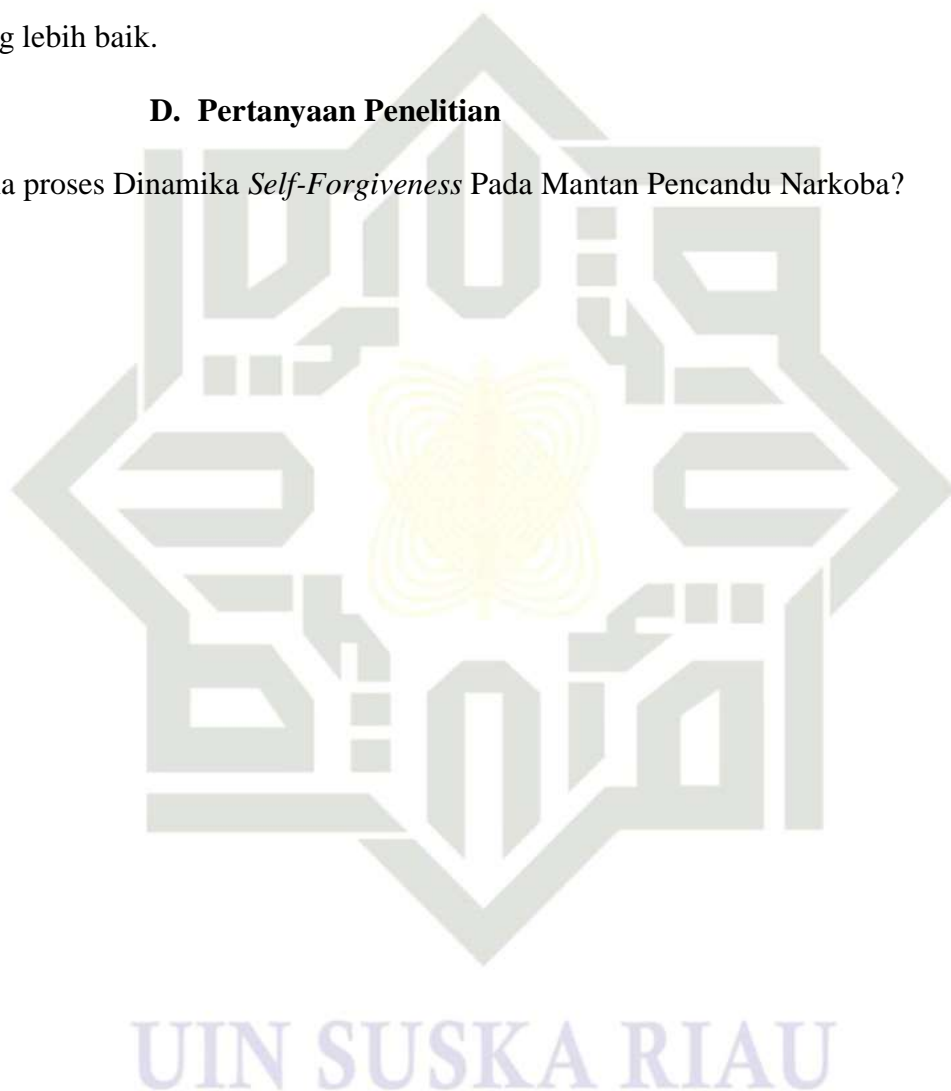 g lebih baik.
D. Pertanyaan Penelitian
a proses Dinamika Self-Forgiveness Pada Mantan Pencandu Narkoba?
UIN SUSKA RIAU